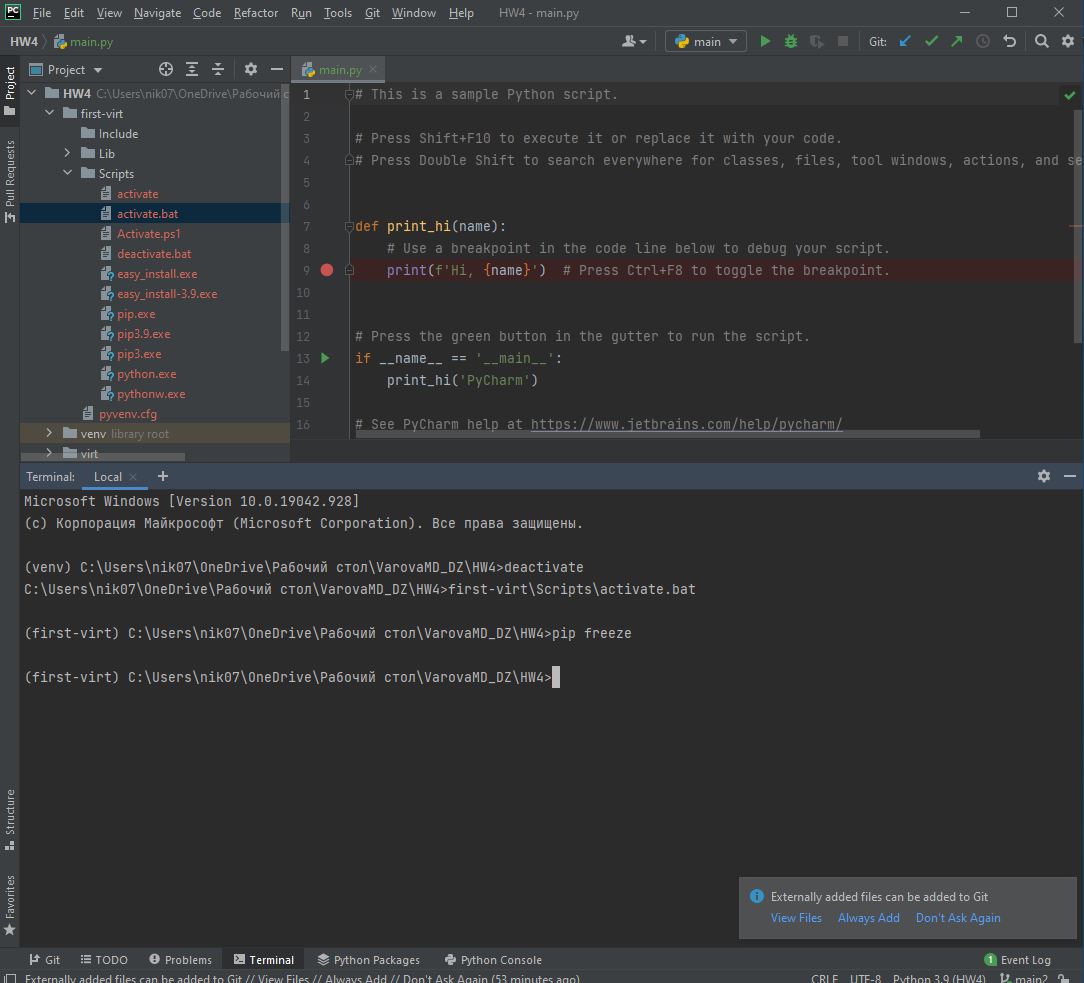 PC File Edit View Navigate Code Refactor Run Tools Git Window Help HW4 - main.py
HW4 main.py main Git:
Project
main.py
HW4 C:\Users\nik07\OneDrive\Рабочий
first-virt
Include
Lib
Scripts
activate
activate.bat
Activate.ps1
deactivate.bat
easy_install.exe
easy_install-3.9.exe
pip.exe
pip3.9.exe
pip3.exe
python.exe
pythonw.exe
pyvenv.cfg
venv library root
virt
1 # This is a sample Python script.
2
3 # Press Shift+F10 to execute it or replace it with your code.
4 # Press Double Shift to search everywhere for classes, files, tool windows, actions, and se
5
6
7 def print_hi(name):
8 # Use a breakpoint in the code line below to debug your script.
9 print(f'Hi, {name}') # Press Ctrl+F8 to toggle the breakpoint.
10
11
12 # Press the green button in the gutter to run the script.
13 if __name__ == '__main__':
14 print_hi('PyCharm')
15
16 # See PyCharm help at https://www.jetbrains.com/help/pycharm/
Project
Pull Requests
Structure
Favorites
Terminal: Local
Microsoft Windows [Version 10.0.19042.928]
(c) Корпорация Майкрософт (Microsoft Corporation). Все права защищены.
(venv) C:\Users\nik07\OneDrive\Рабочий стол\VarovaMD_DZ\HW4>deactivate
C:\Users\nik07\OneDrive\Рабочий стол\VarovaMD_DZ\HW4>first-virt\Scripts\activate.bat
(first-virt) C:\Users\nik07\OneDrive\Рабочий стол\VarovaMD_DZ\HW4>pip freeze
(first-virt) C:\Users\nik07\OneDrive\Рабочий стол\VarovaMD_DZ\HW4>
Externally added files can be added to Git
View Files Always Add Don't Ask Again
Git TODO Problems Terminal Python Packages Python Console 1 Event Log
Externally added files can be added to Git // View Files // Always Add // Don't Ask Again (53 minutes ago) CRLF UTF-8 Python 3.9 (HW4) main2